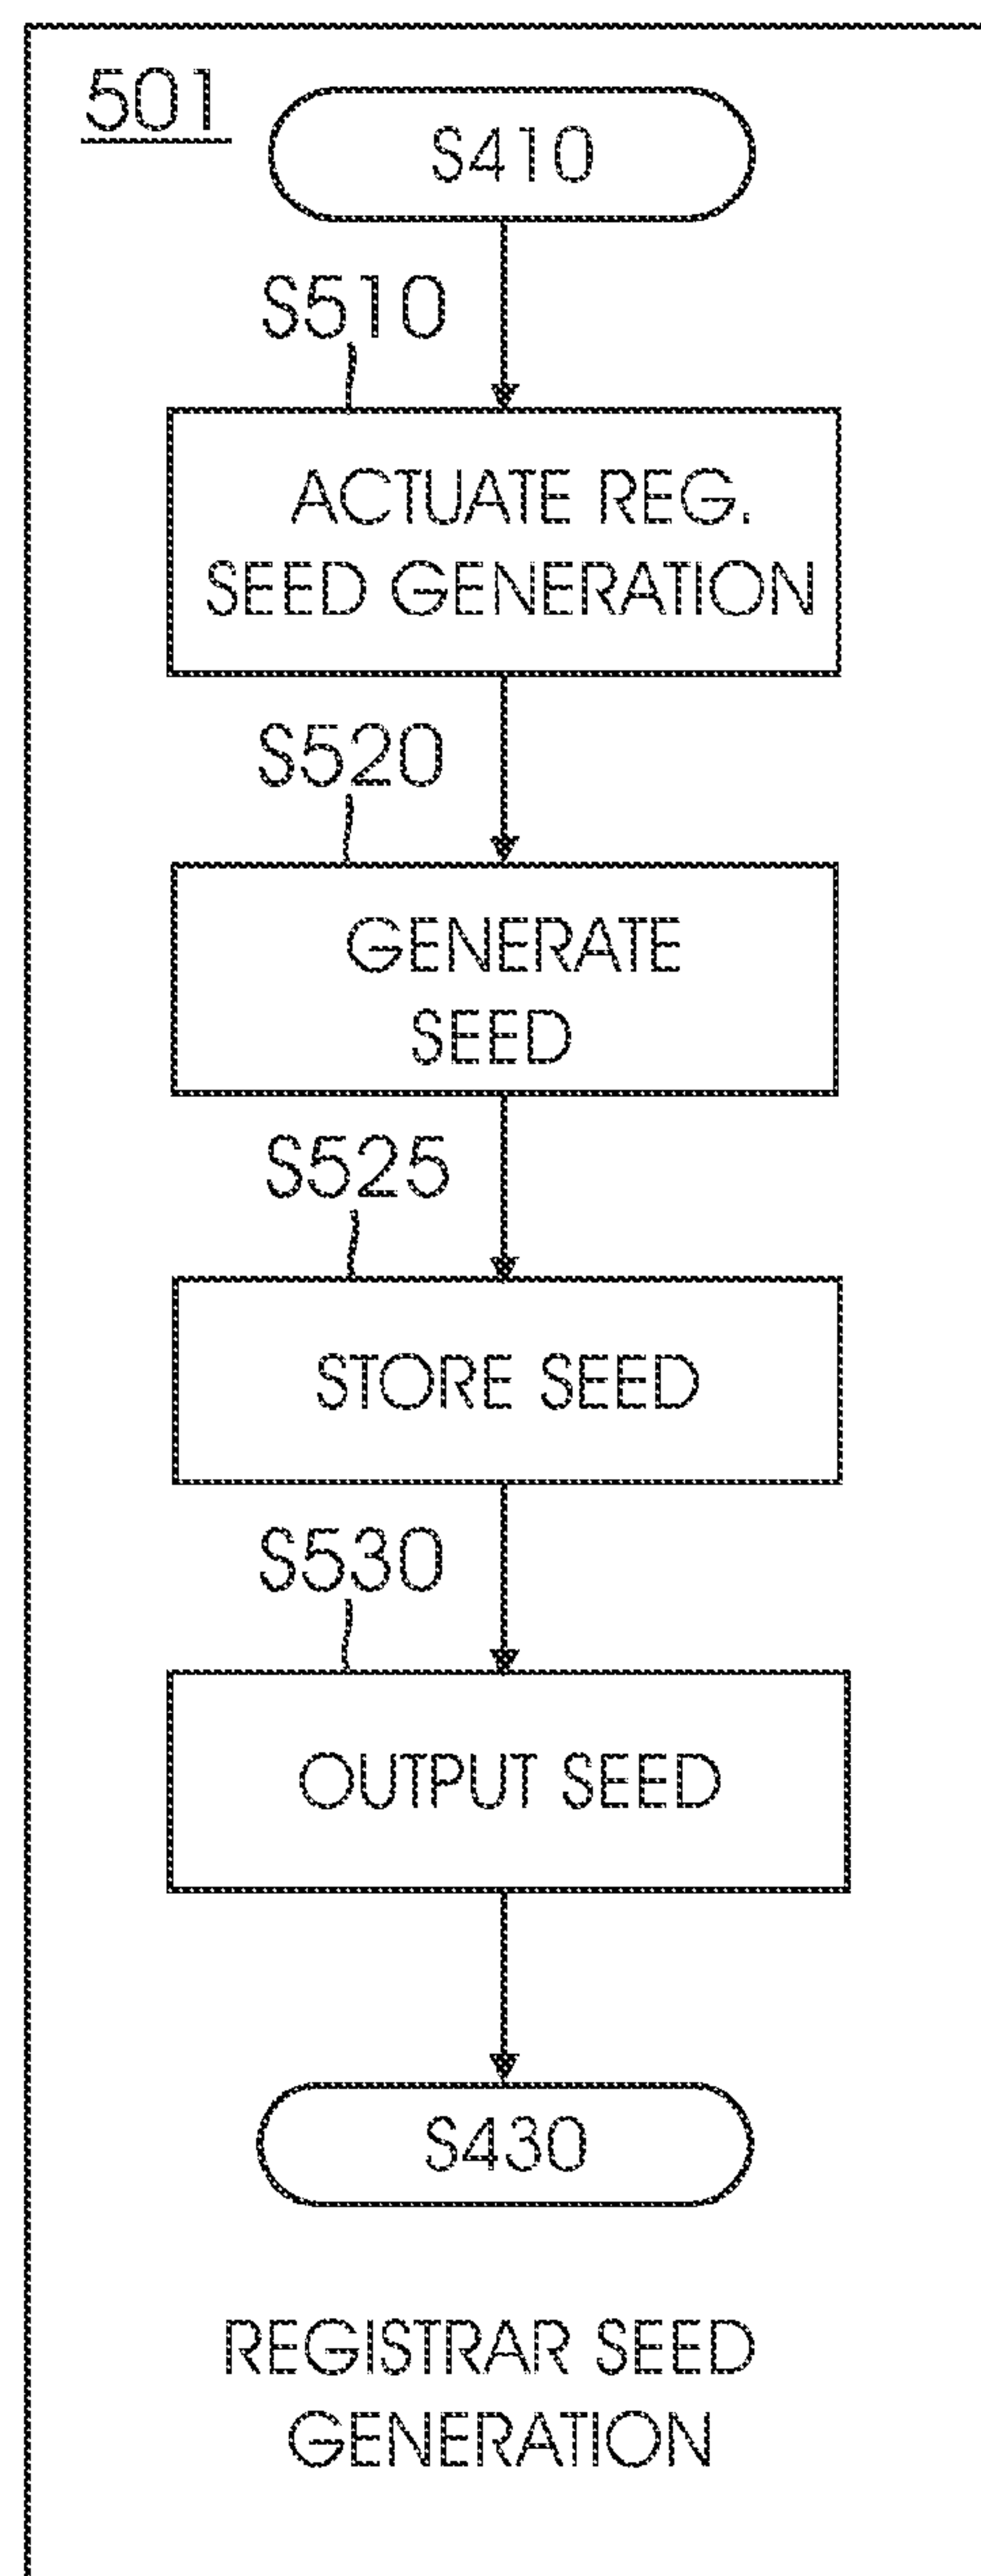 501
S410
S510
ACTUATE REG.
SEED GENERATION
S520
GENERATE
SEED
S525
STORE SEED
S530
OUTPUT SEED
S430
REGISTRAR SEED
GENERATION